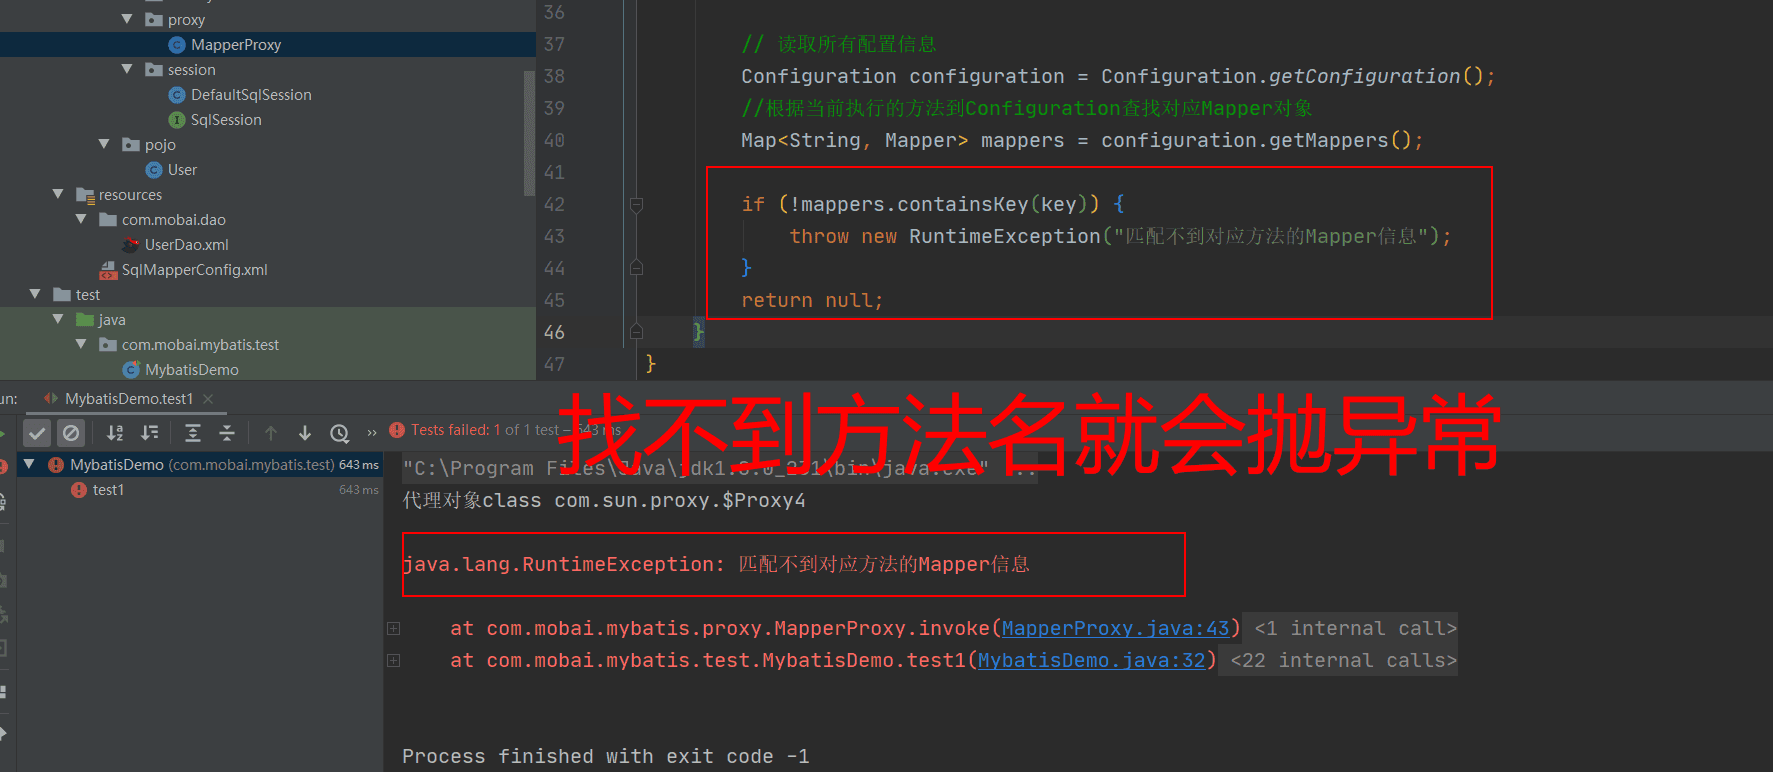 proxy
MapperProxy
session
DefaultSqlSession
SqlSession
pojo
User
resources
com.mobai.dao
UserDao.xml
SqlMapperConfig.xml
test
java
com.mobai.mybatis.test
MybatisDemo
36
37 // 读取所有配置信息
38 Configuration configuration = Configuration.getConfiguration();
39 //根据当前执行的方法到Configuration查找对应Mapper对象
40 Map<String, Mapper> mappers = configuration.getMappers();
41
42 if (!mappers.containsKey(key)) {
43 throw new RuntimeException("匹配不到对应方法的Mapper信息");
44 }
45 return null;
46 }
47 }
un: MybatisDemo.test1
找不到方法名就会抛异常
Tests failed: 1 of 1 test – 643 ms
MybatisDemo (com.mobai.mybatis.test) 643 ms
test1 643 ms
"C:\Program Files\Java\jdk1.8.0_231\bin\java.exe" ...
代理对象class com.sun.proxy.$Proxy4
java.lang.RuntimeException: 匹配不到对应方法的Mapper信息
at com.mobai.mybatis.proxy.MapperProxy.invoke(MapperProxy.java:43) <1 internal call>
at com.mobai.mybatis.test.MybatisDemo.test1(MybatisDemo.java:32) <22 internal calls>
Process finished with exit code -1